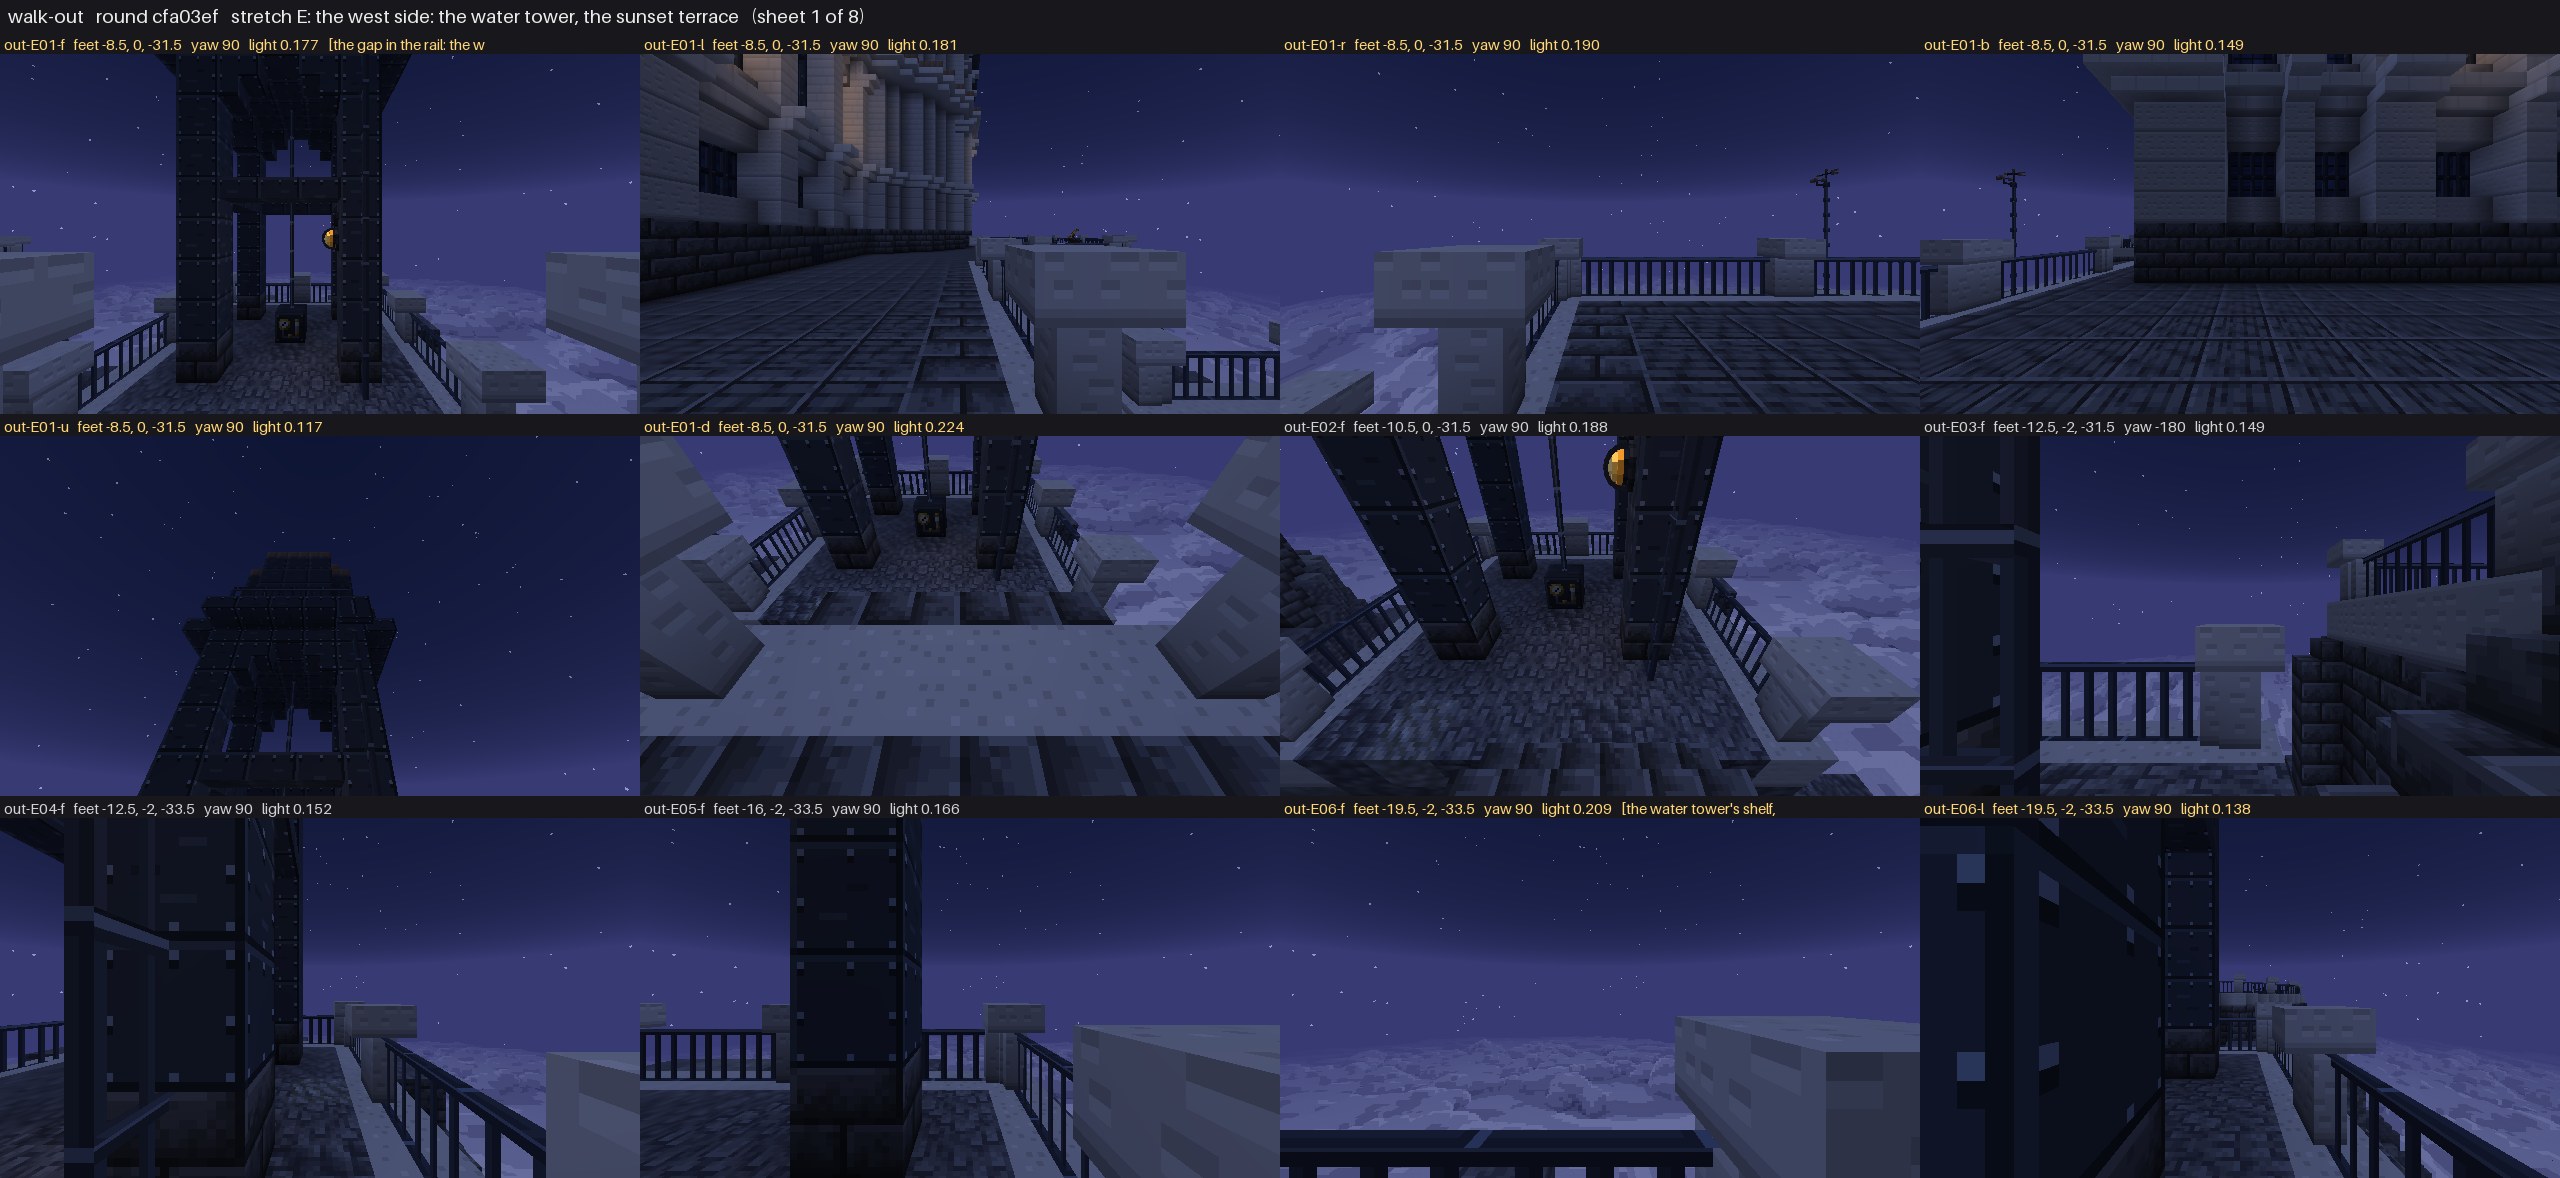 walk-out round cfa03ef stretch E: the west side: the water tower, the sunset terrace (sheet 1 of 8)
out-E01-f feet -8.5, 0, -31.5 yaw 90 light 0.177 [the gap in the rail: the w
out-E01-l feet -8.5, 0, -31.5 yaw 90 light 0.181
out-E01-r feet -8.5, 0, -31.5 yaw 90 light 0.190
out-E01-b feet -8.5, 0, -31.5 yaw 90 light 0.149
out-E01-u feet -8.5, 0, -31.5 yaw 90 light 0.117
out-E01-d feet -8.5, 0, -31.5 yaw 90 light 0.224
out-E02-f feet -10.5, 0, -31.5 yaw 90 light 0.188
out-E03-f feet -12.5, -2, -31.5 yaw -180 light 0.149
out-E04-f feet -12.5, -2, -33.5 yaw 90 light 0.152
out-E05-f feet -16, -2, -33.5 yaw 90 light 0.166
out-E06-f feet -19.5, -2, -33.5 yaw 90 light 0.209 [the water tower's shelf,
out-E06-l feet -19.5, -2, -33.5 yaw 90 light 0.138